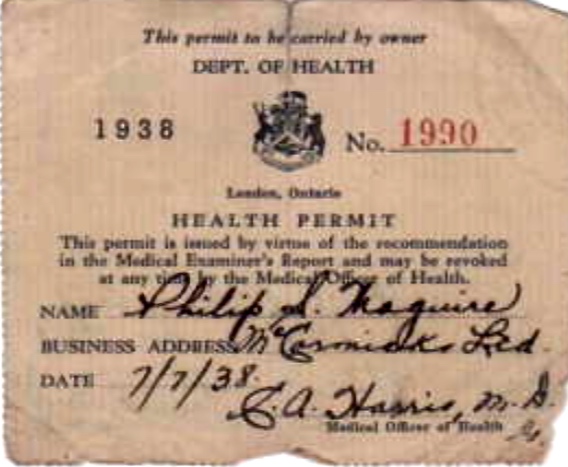 This permit to be carried by owner
DEPT. OF HEALTH
1938 No. 1990
London, Ontario
HEALTH PERMIT
This permit is issued by virtue of the recommendation
in the Medical Examiner's Report and may be revoked
at any time by the Medical Officer of Health.
NAME Philip S. Maguire
BUSINESS ADDRESS McCormicks Ltd.
DATE 7/7/38.
A. Harris, M.D.
Medical Officer of Health